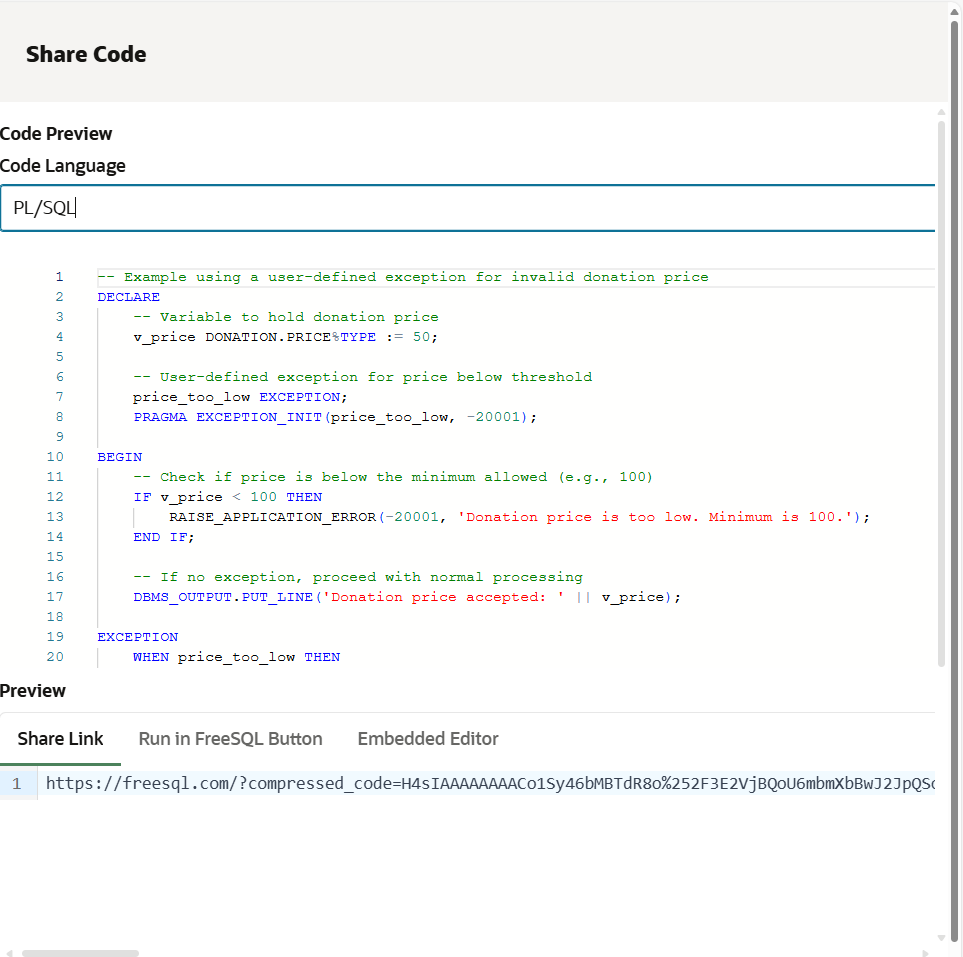 Share Code
Code Preview
Code Language
PL/SQL
1 -- Example using a user-defined exception for invalid donation price
2 DECLARE
3 -- Variable to hold donation price
4 v_price DONATION.PRICE%TYPE := 50;
5
6 -- User-defined exception for price below threshold
7 price_too_low EXCEPTION;
8 PRAGMA EXCEPTION_INIT(price_too_low, -20001);
9
10 BEGIN
11 -- Check if price is below the minimum allowed (e.g., 100)
12 IF v_price < 100 THEN
13 RAISE_APPLICATION_ERROR(-20001, 'Donation price is too low. Minimum is 100.');
14 END IF;
15
16 -- If no exception, proceed with normal processing
17 DBMS_OUTPUT.PUT_LINE('Donation price accepted: ' || v_price);
18
19 EXCEPTION
20 WHEN price_too_low THEN
Preview
Share Link Run in FreeSQL Button Embedded Editor
1 https://freesql.com/?compressed_code=H4sIAAAAAAAACo1Sy46bMBTdR8o%252F3E2VjBQoU6mbmXbBwJ2JpQS